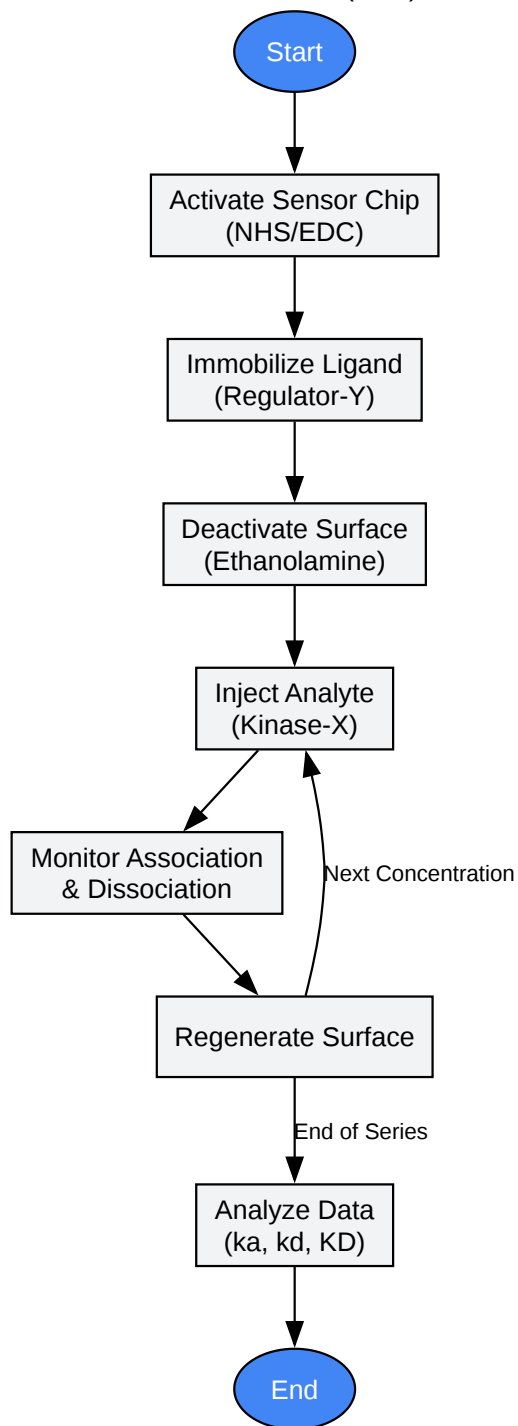 Start
Activate Sensor Chip
(NHS/EDC)
Immobilize Ligand
(Regulator-Y)
Deactivate Surface
(Ethanolamine)
Inject Analyte
(Kinase-X)
Monitor Association
& Dissociation
Next Concentration
Regenerate Surface
End of Series
Analyze Data
(ka, kd, KD)
End